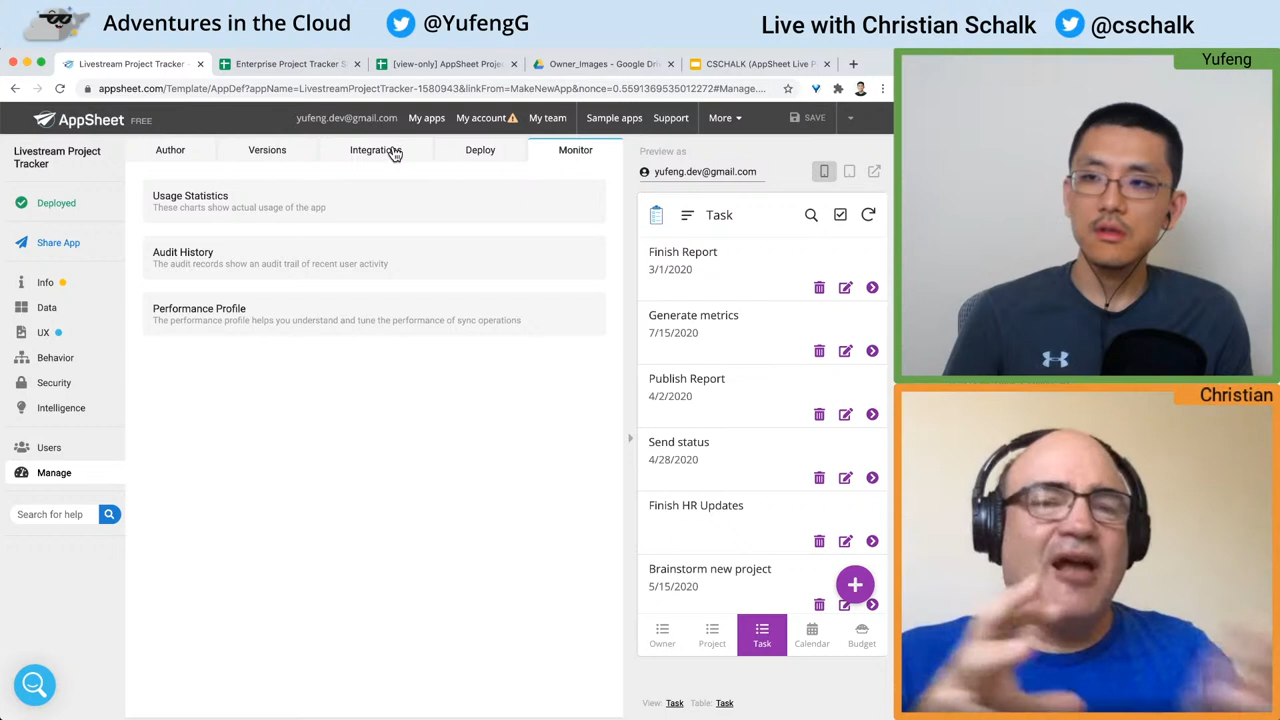 Adventures in the Cloud
@YufengG
Live with Christian Schalk
@cschalk
Livestream Project Tracker -
Enterprise Project Tracker S
[view-only] AppSheet Proje
Owner_Images - Google Dri
CSCHALK (AppSheet Live P
appsheet.com/Template/AppDef?appName=LivestreamProjectTracker-1580943&linkFrom=MakeNewApp&nonce=0.5591369535012272#Manage....
AppSheet FREE
yufeng.dev@gmail.com
My apps
My account
My team
Sample apps
Support
More
SAVE
Livestream Project
Tracker
Deployed
Share App
Info
Data
UX
Behavior
Security
Intelligence
Users
Manage
Search for help
Author
Versions
Integrations
Deploy
Monitor
Usage Statistics
These charts show actual usage of the app
Audit History
The audit records show an audit trail of recent user activity
Performance Profile
The performance profile helps you understand and tune the performance of sync operations
Preview as
yufeng.dev@gmail.com
Task
Finish Report
3/1/2020
Generate metrics
7/15/2020
Publish Report
4/2/2020
Send status
4/28/2020
Finish HR Updates
Brainstorm new project
5/15/2020
Owner
Project
Task
Calendar
Budget
View: Task
Table: Task
Yufeng
Christian